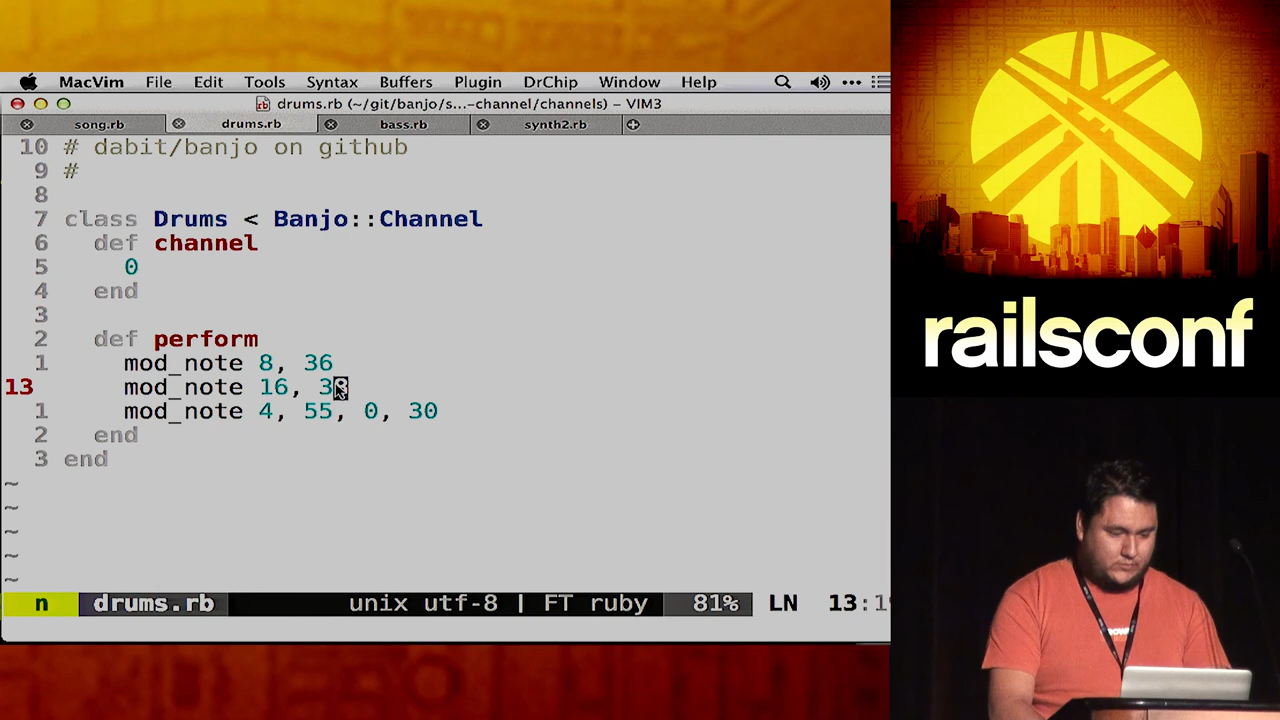 MacVim File Edit Tools Syntax Buffers Plugin DrChip Window Help
drums.rb (~/git/banjo/s...-channel/channels) – VIM3
song.rb drums.rb bass.rb synth2.rb
10 # dabit/banjo on github
9 #
8
7 class Drums < Banjo::Channel
6 def channel
5 0
4 end
3
2 def perform
1 mod_note 8, 36
13 mod_note 16,
1 mod_note 4, 55, 0, 30
2 end
3 end
~
~
~
~
~
n drums.rb unix utf-8 | FT ruby 81% LN
railsconf